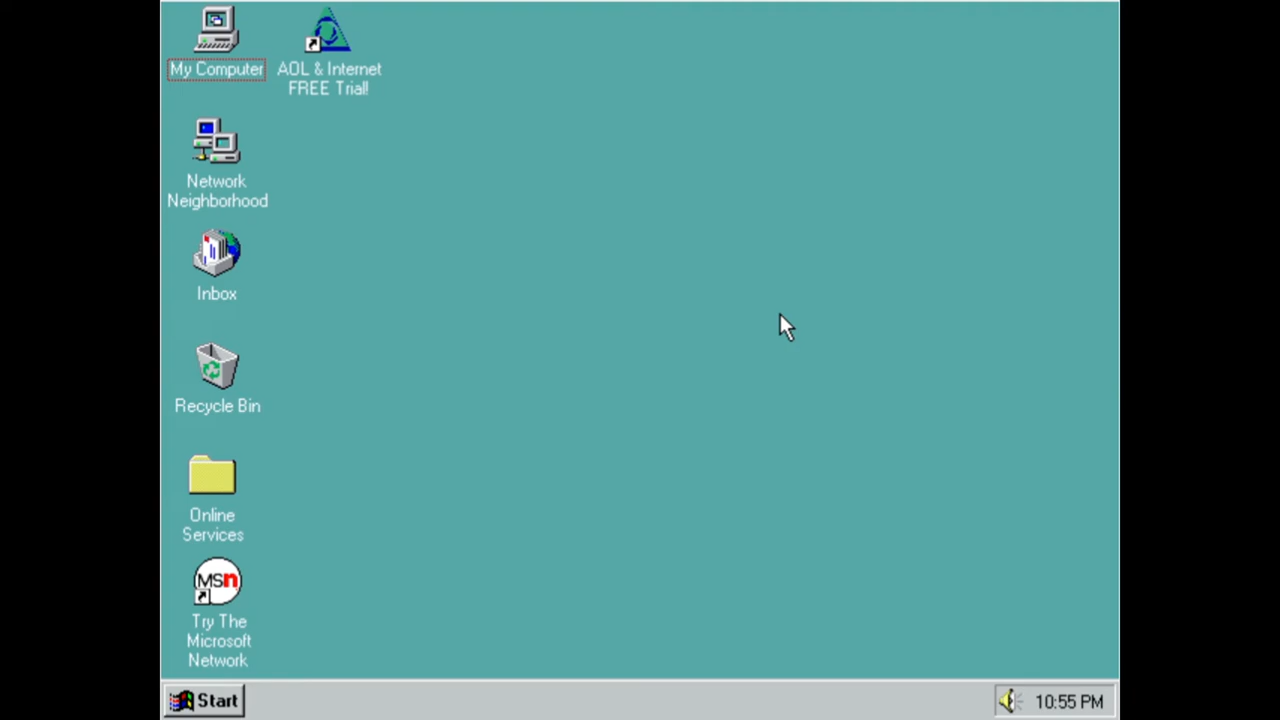 My Computer
AOL & Internet
FREE Trial!
Network
Neighborhood
Inbox
Recycle Bin
Online
Services
MSn
Try The
Microsoft
Network
Start
10:55 PM